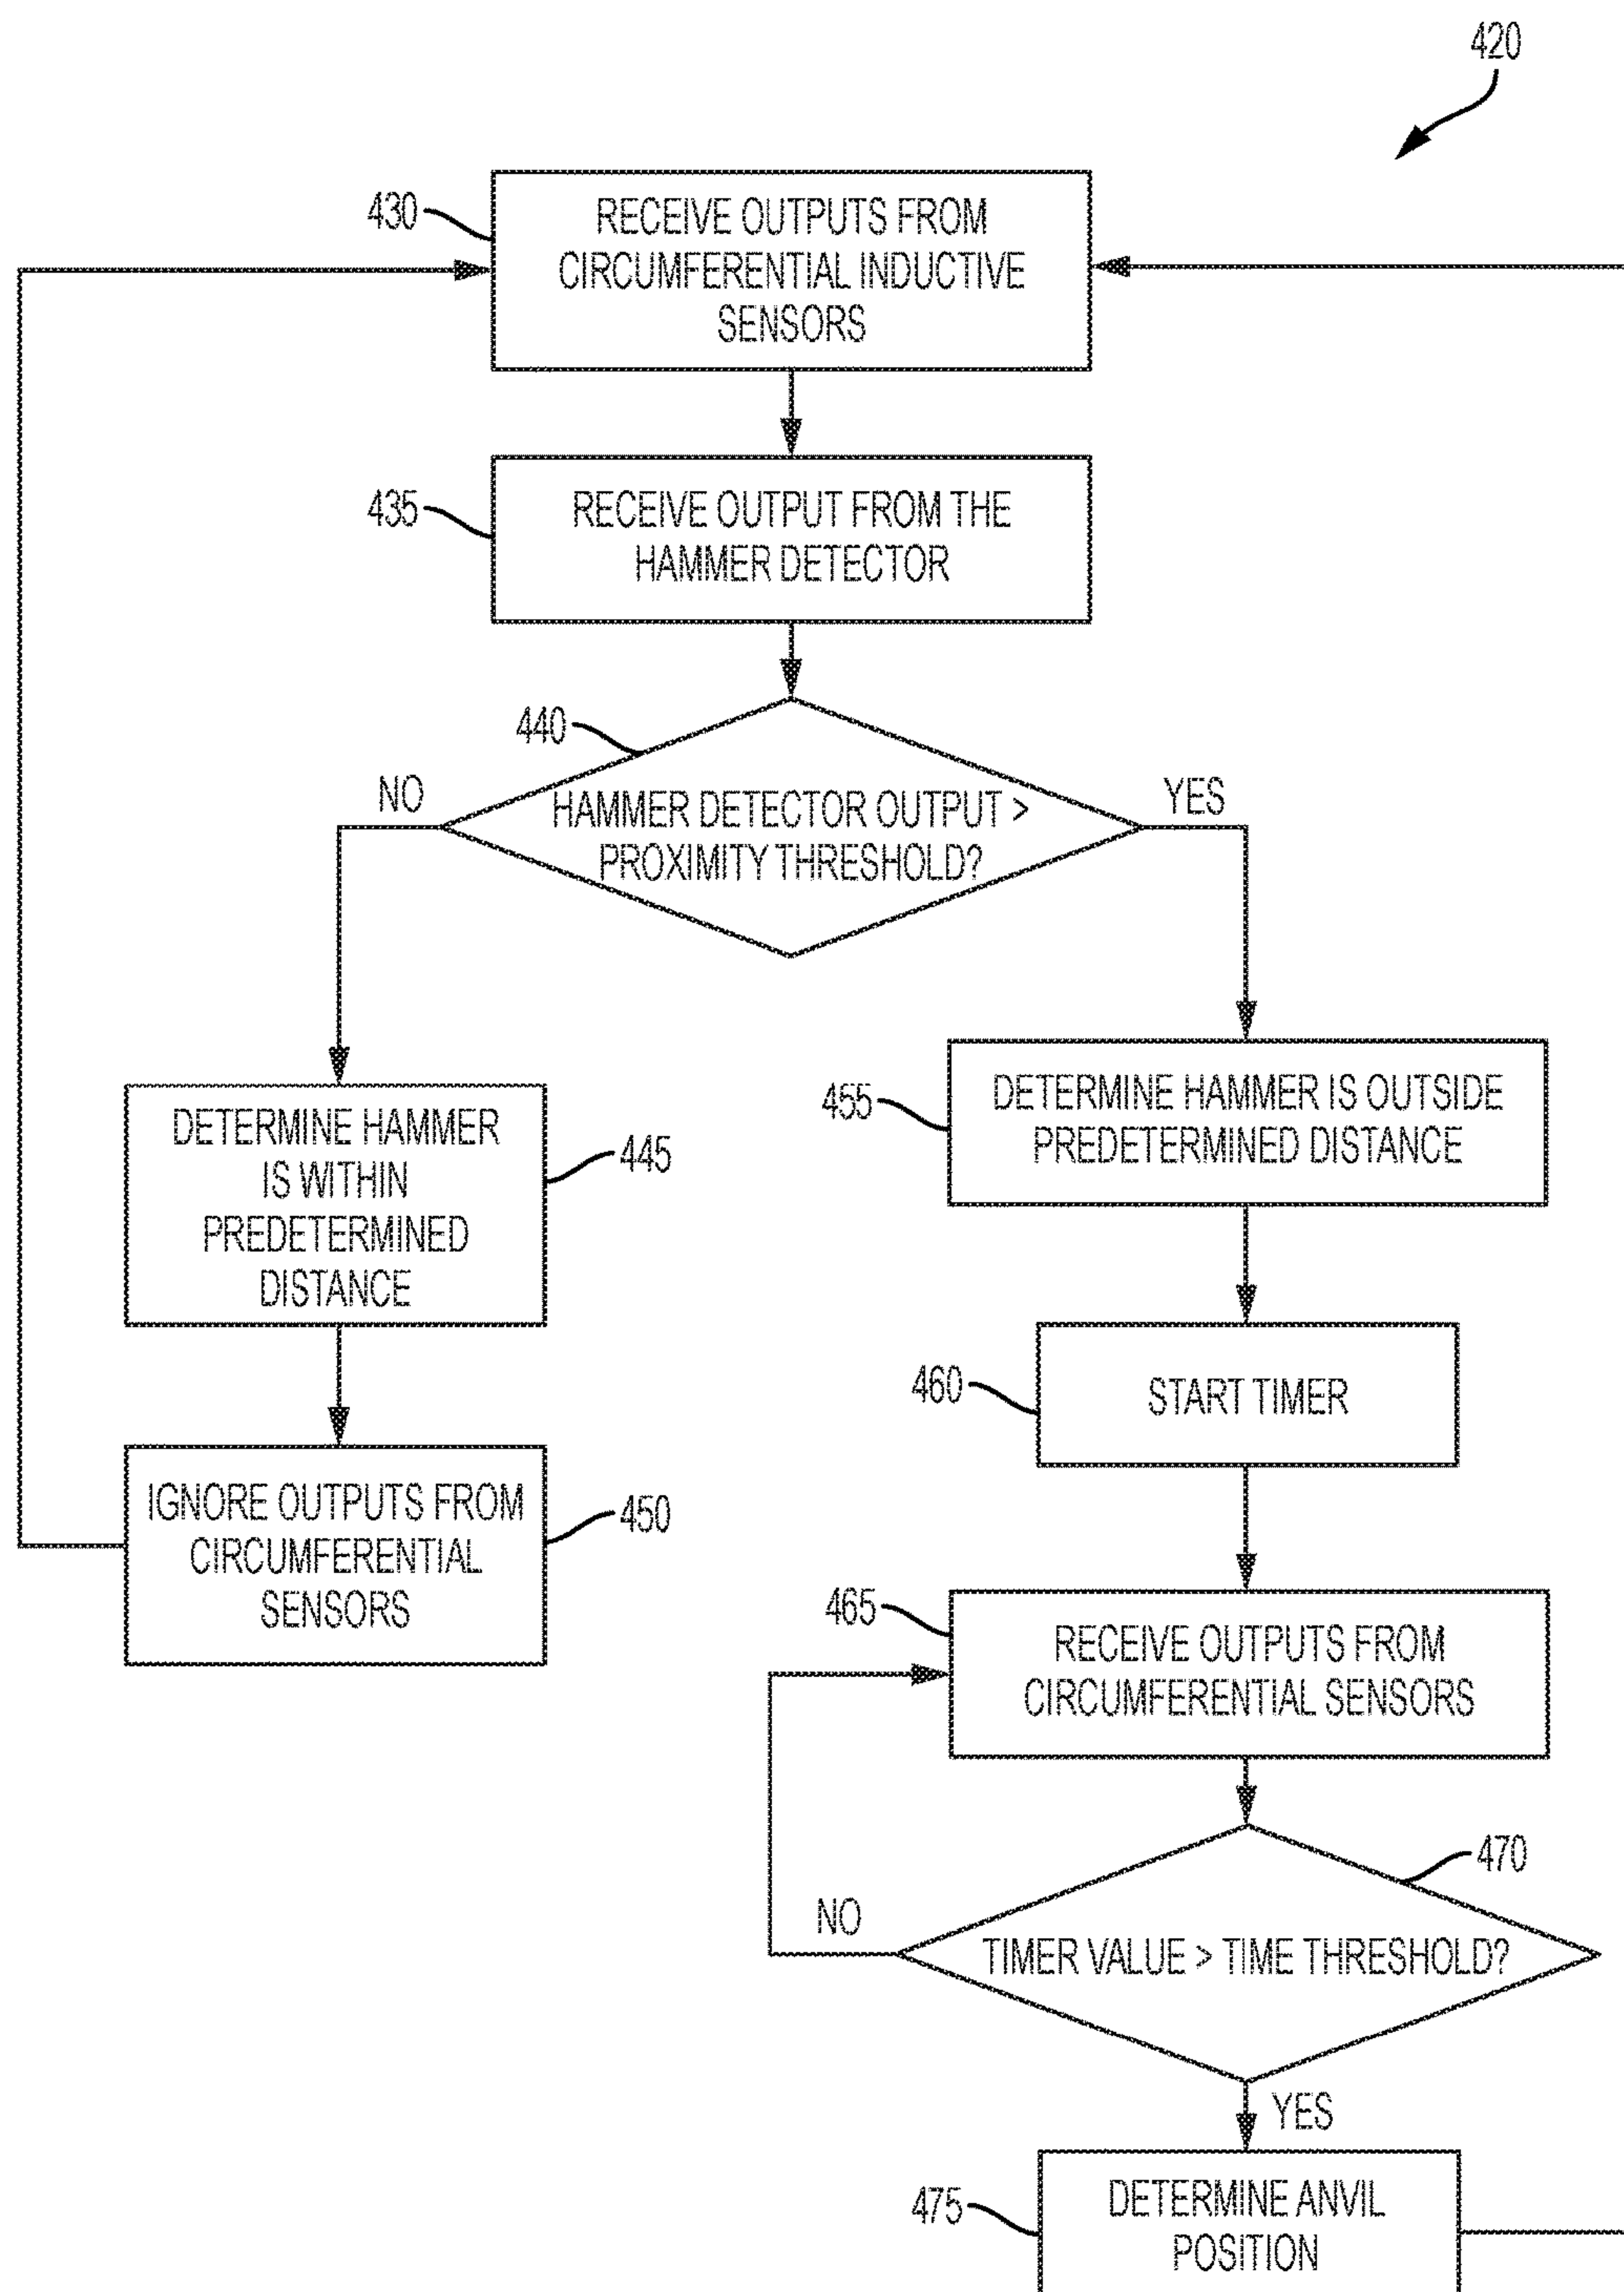 420
430
RECEIVE OUTPUTS FROM
CIRCUMFERENTIAL INDUCTIVE
SENSORS
435
RECEIVE OUTPUT FROM THE
HAMMER DETECTOR
440
NO
YES
HAMMER DETECTOR OUTPUT >
PROXIMITY THRESHOLD?
DETERMINE HAMMER
IS WITHIN
PREDETERMINED
DISTANCE
445
455
DETERMINE HAMMER IS OUTSIDE
PREDETERMINED DISTANCE
460
START TIMER
IGNORE OUTPUTS FROM
CIRCUMFERENTIAL
SENSORS
450
465
RECEIVE OUTPUTS FROM
CIRCUMFERENTIAL SENSORS
470
NO
TIMER VALUE > TIME THRESHOLD?
YES
475
DETERMINE ANVIL
POSITION